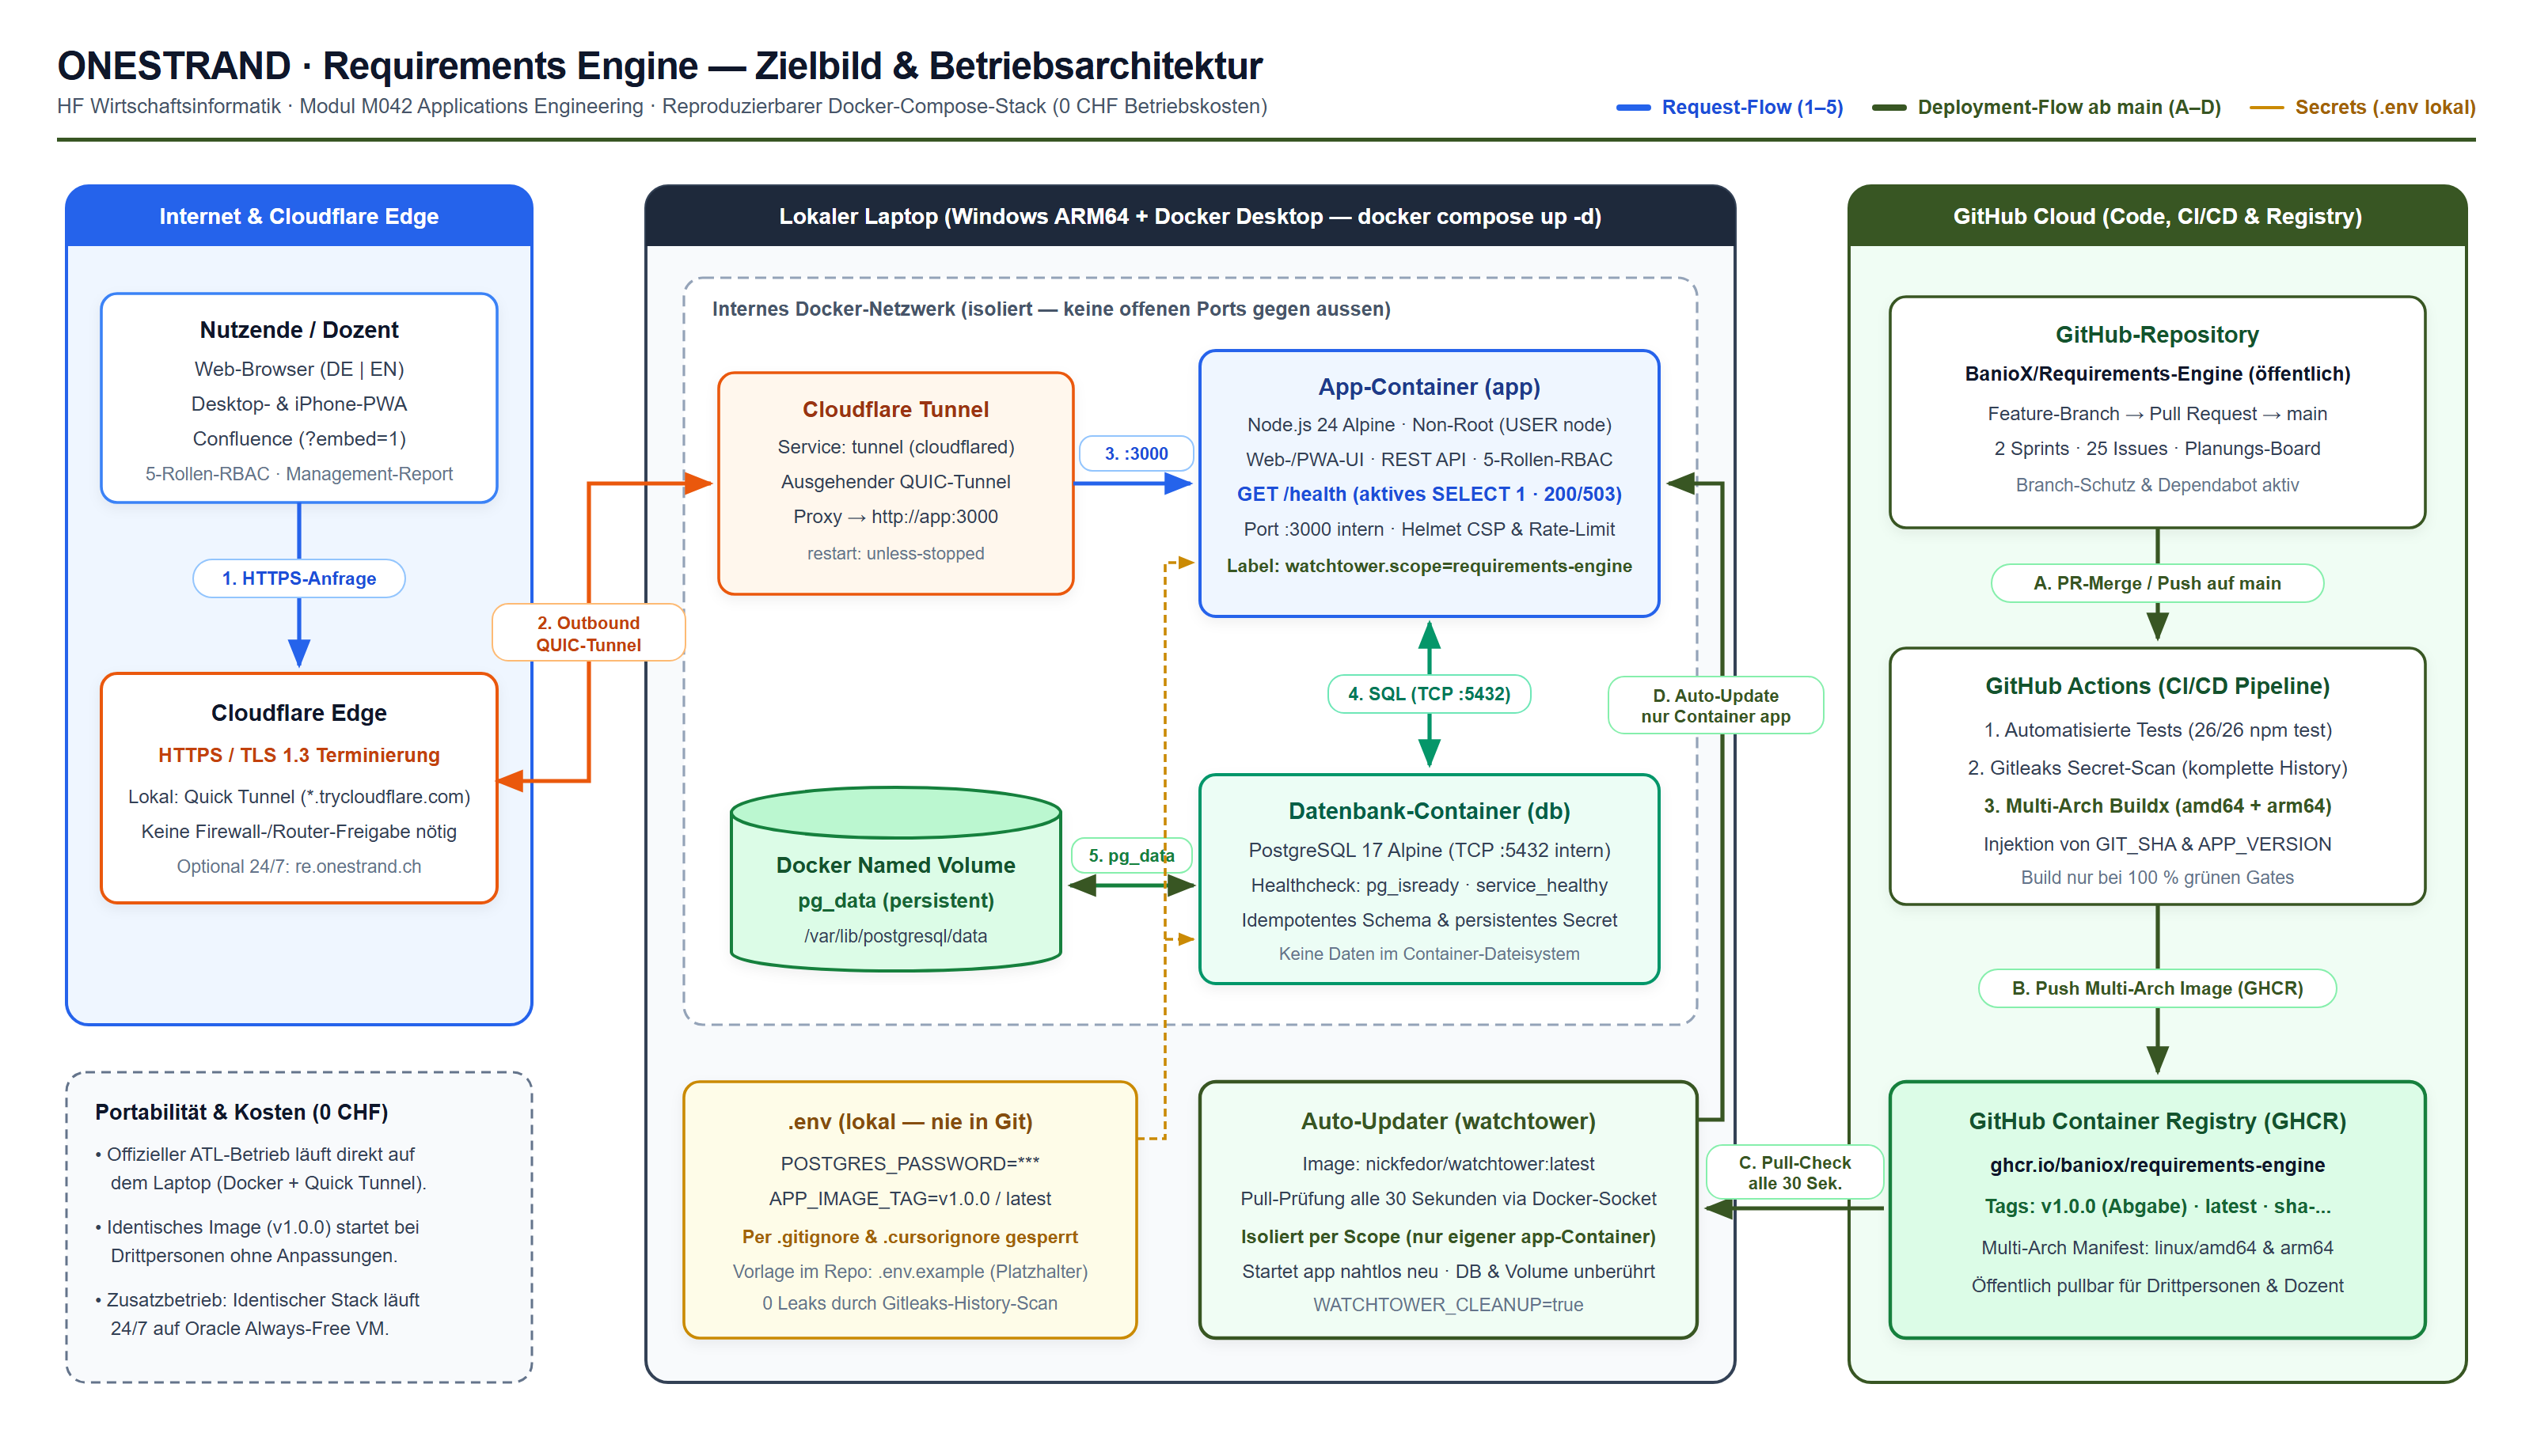 ONESTRAND · Requirements Engine — Zielbild & Betriebsarchitektur
HF Wirtschaftsinformatik · Modul M042 Applications Engineering · Reproduzierbarer Docker-Compose-Stack (0 CHF Betriebskosten)
Request-Flow (1–5)
Deployment-Flow ab main (A–D)
Secrets (.env lokal)
Internet & Cloudflare Edge
Nutzende / Dozent
Web-Browser (DE | EN)
Desktop- & iPhone-PWA
Confluence (?embed=1)
5-Rollen-RBAC · Management-Report
1. HTTPS-Anfrage
Cloudflare Edge
HTTPS / TLS 1.3 Terminierung
Lokal: Quick Tunnel (*.trycloudflare.com)
Keine Firewall-/Router-Freigabe nötig
Optional 24/7: re.onestrand.ch
2. Outbound
QUIC-Tunnel
Portabilität & Kosten (0 CHF)
• Offizieller ATL-Betrieb läuft direkt auf
dem Laptop (Docker + Quick Tunnel).
• Identisches Image (v1.0.0) startet bei
Drittpersonen ohne Anpassungen.
• Zusatzbetrieb: Identischer Stack läuft
24/7 auf Oracle Always-Free VM.
Lokaler Laptop (Windows ARM64 + Docker Desktop — docker compose up -d)
Internes Docker-Netzwerk (isoliert — keine offenen Ports gegen aussen)
Cloudflare Tunnel
Service: tunnel (cloudflared)
Ausgehender QUIC-Tunnel
Proxy → http://app:3000
restart: unless-stopped
3. :3000
App-Container (app)
Node.js 24 Alpine · Non-Root (USER node)
Web-/PWA-UI · REST API · 5-Rollen-RBAC
GET /health (aktives SELECT 1 · 200/503)
Port :3000 intern · Helmet CSP & Rate-Limit
Label: watchtower.scope=requirements-engine
4. SQL (TCP :5432)
D. Auto-Update
nur Container app
Docker Named Volume
pg_data (persistent)
/var/lib/postgresql/data
5. pg_data
Datenbank-Container (db)
PostgreSQL 17 Alpine (TCP :5432 intern)
Healthcheck: pg_isready · service_healthy
Idempotentes Schema & persistentes Secret
Keine Daten im Container-Dateisystem
.env (lokal — nie in Git)
POSTGRES_PASSWORD=***
APP_IMAGE_TAG=v1.0.0 / latest
Per .gitignore & .cursorignore gesperrt
Vorlage im Repo: .env.example (Platzhalter)
0 Leaks durch Gitleaks-History-Scan
Auto-Updater (watchtower)
Image: nickfedor/watchtower:latest
Pull-Prüfung alle 30 Sekunden via Docker-Socket
Isoliert per Scope (nur eigener app-Container)
Startet app nahtlos neu · DB & Volume unberührt
WATCHTOWER_CLEANUP=true
C. Pull-Check
alle 30 Sek.
GitHub Cloud (Code, CI/CD & Registry)
GitHub-Repository
BanioX/Requirements-Engine (öffentlich)
Feature-Branch → Pull Request → main
2 Sprints · 25 Issues · Planungs-Board
Branch-Schutz & Dependabot aktiv
A. PR-Merge / Push auf main
GitHub Actions (CI/CD Pipeline)
1. Automatisierte Tests (26/26 npm test)
2. Gitleaks Secret-Scan (komplette History)
3. Multi-Arch Buildx (amd64 + arm64)
Injektion von GIT_SHA & APP_VERSION
Build nur bei 100 % grünen Gates
B. Push Multi-Arch Image (GHCR)
GitHub Container Registry (GHCR)
ghcr.io/baniox/requirements-engine
Tags: v1.0.0 (Abgabe) · latest · sha-...
Multi-Arch Manifest: linux/amd64 & arm64
Öffentlich pullbar für Drittpersonen & Dozent